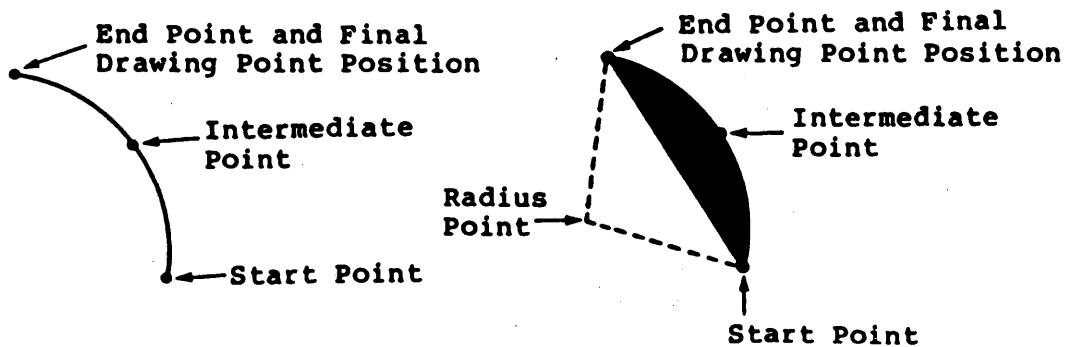 End Point and Final
Drawing Point Position
Intermediate
Point
Start Point
End Point and Final
Drawing Point Position
Intermediate
Point
Radius
Point
Start Point